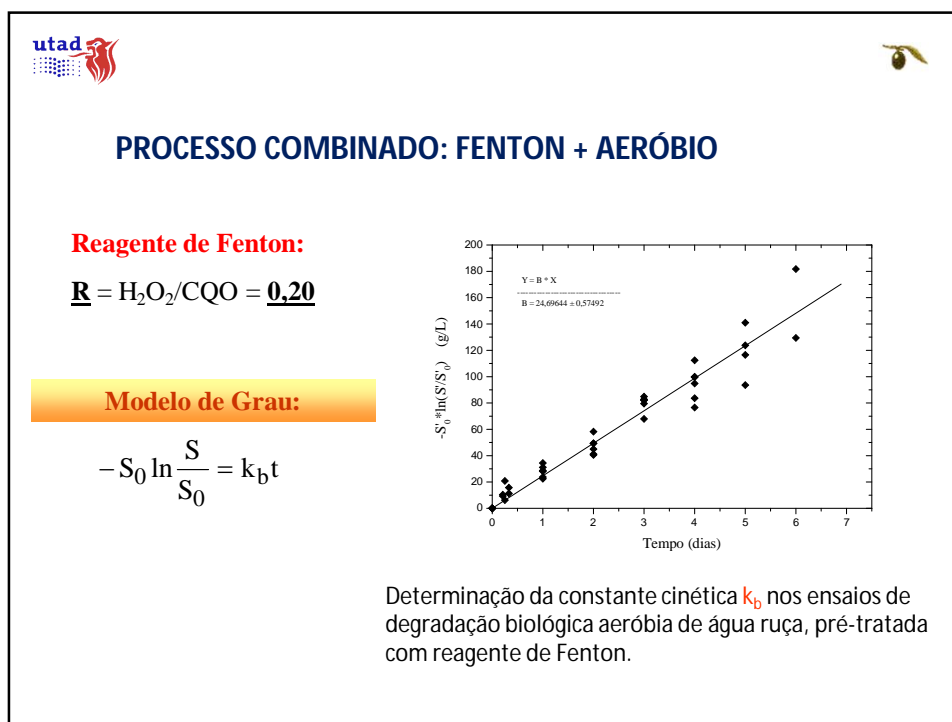 utad
PROCESSO COMBINADO: FENTON + AERÓBIO
Reagente de Fenton:
R = H₂O₂/CQO = 0,20
Modelo de Grau:
−S₀ ln S/S₀ = k_b t
200
180
160
140
120
100
80
60
40
20
0
-S'₀*ln(S'/S'₀) (g/L)
Y = B * X
--------------------------------------
B = 24,69644 ± 0,57492
0 1 2 3 4 5 6 7
Tempo (dias)
Determinação da constante cinética k_b nos ensaios de
degradação biológica aeróbia de água ruça, pré-tratada
com reagente de Fenton.